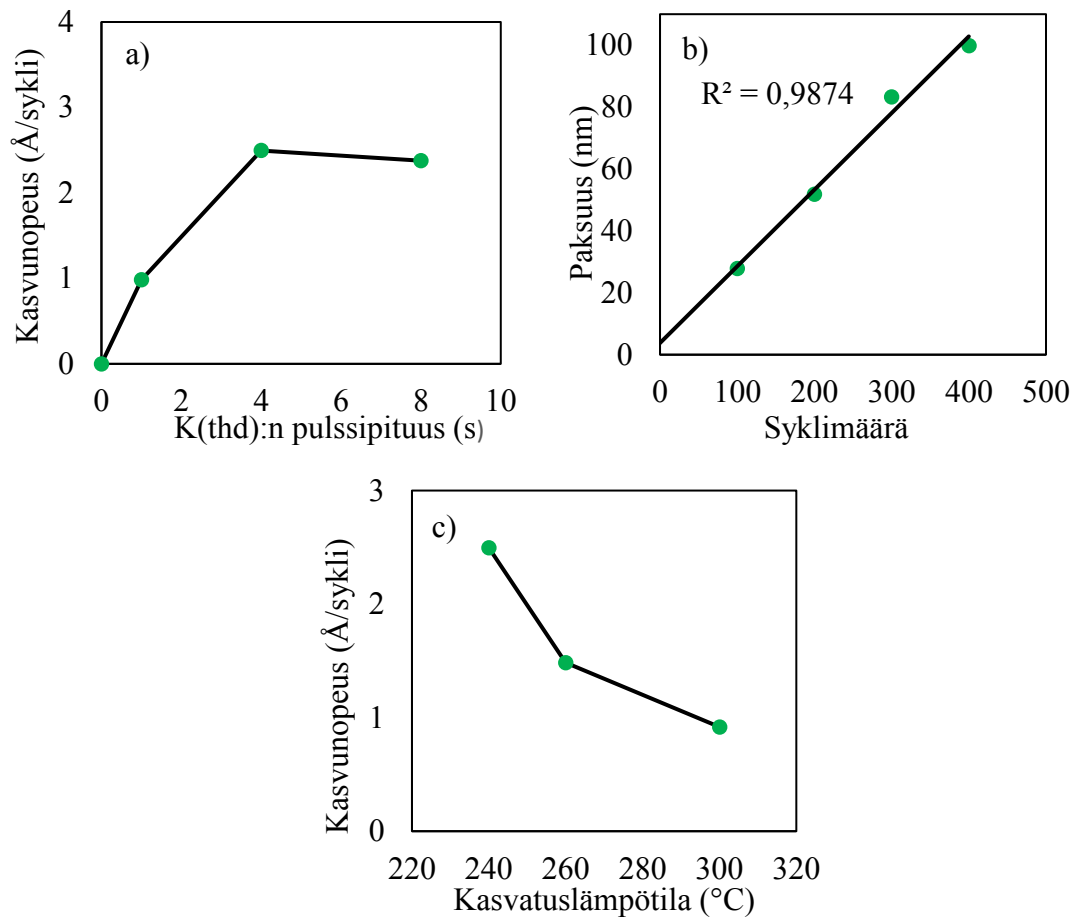 a)
Kasvunopeus (Å/sykli)
4
3
2
1
0
0 2 4 6 8 10
K(thd):n pulssipituus (s)
b)
R² = 0,9874
Paksuus (nm)
100
80
60
40
20
0
0 100 200 300 400 500
Syklimäärä
c)
Kasvunopeus (Å/sykli)
3
2
1
0
220 240 260 280 300 320
Kasvatuslämpötila (°C)